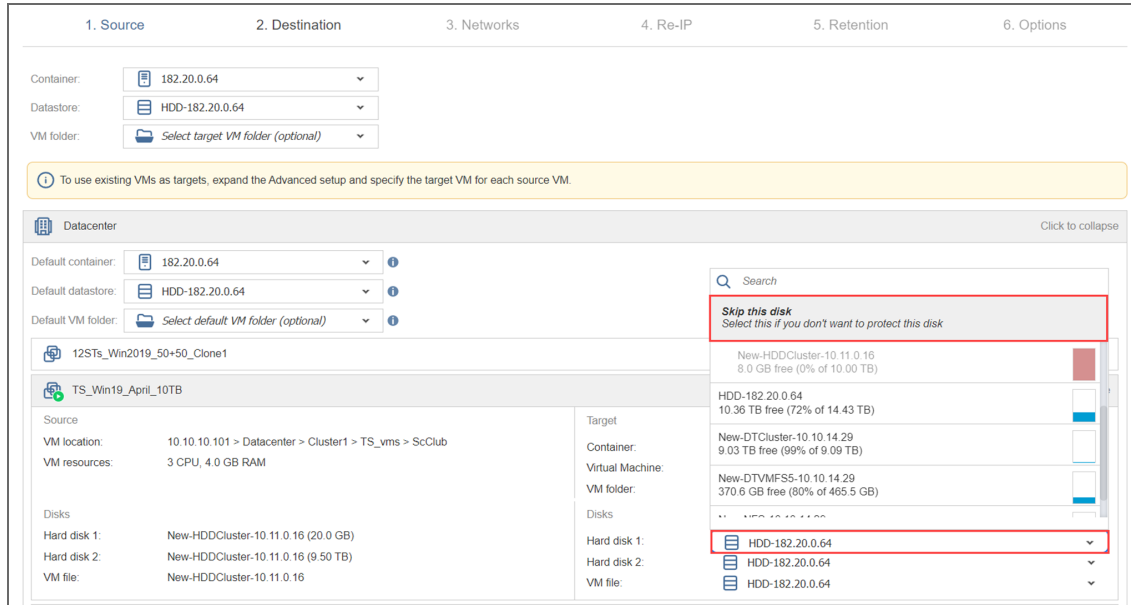 1. Source 2. Destination 3. Networks 4. Re-IP 5. Retention 6. Options
Container: 182.20.0.64
Datastore: HDD-182.20.0.64
VM folder: Select target VM folder (optional)
To use existing VMs as targets, expand the Advanced setup and specify the target VM for each source VM.
Datacenter Click to collapse
Default container: 182.20.0.64
Default datastore: HDD-182.20.0.64
Default VM folder: Select default VM folder (optional)
Search
Skip this disk
Select this if you don't want to protect this disk
New-HDDCluster-10.11.0.16
8.0 GB free (0% of 10.00 TB)
HDD-182.20.0.64
10.36 TB free (72% of 14.43 TB)
New-DTCluster-10.10.14.29
9.03 TB free (99% of 9.09 TB)
New-DTVMFS5-10.10.14.29
370.6 GB free (80% of 465.5 GB)
12STs_Win2019_50+50_Clone1
TS_Win19_April_10TB
Source
VM location: 10.10.10.101 > Datacenter > Cluster1 > TS_vms > ScClub
VM resources: 3 CPU, 4.0 GB RAM
Disks
Hard disk 1: New-HDDCluster-10.11.0.16 (20.0 GB)
Hard disk 2: New-HDDCluster-10.11.0.16 (9.50 TB)
VM file: New-HDDCluster-10.11.0.16
Target
Container:
Virtual Machine:
VM folder:
Disks
Hard disk 1: HDD-182.20.0.64
Hard disk 2: HDD-182.20.0.64
VM file: HDD-182.20.0.64